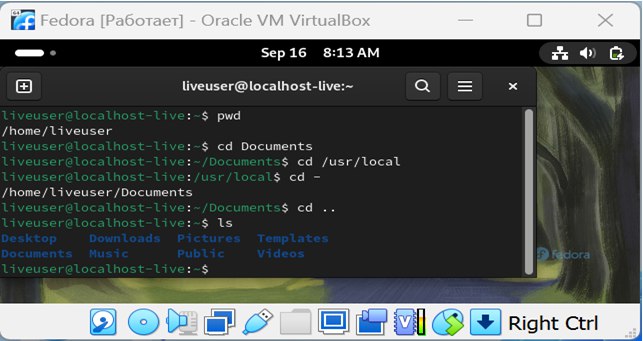 Fedora [Работает] - Oracle VM VirtualBox
Sep 16 8:13 AM
liveuser@localhost-live:~
liveuser@localhost-live:~$ pwd
/home/liveuser
liveuser@localhost-live:~$ cd Documents
liveuser@localhost-live:~/Documents$ cd /usr/local
liveuser@localhost-live:/usr/local$ cd -
/home/liveuser/Documents
liveuser@localhost-live:~/Documents$ cd ..
liveuser@localhost-live:~$ ls
Desktop Downloads Pictures Templates
Documents Music Public Videos
liveuser@localhost-live:~$
fedora
Right Ctrl